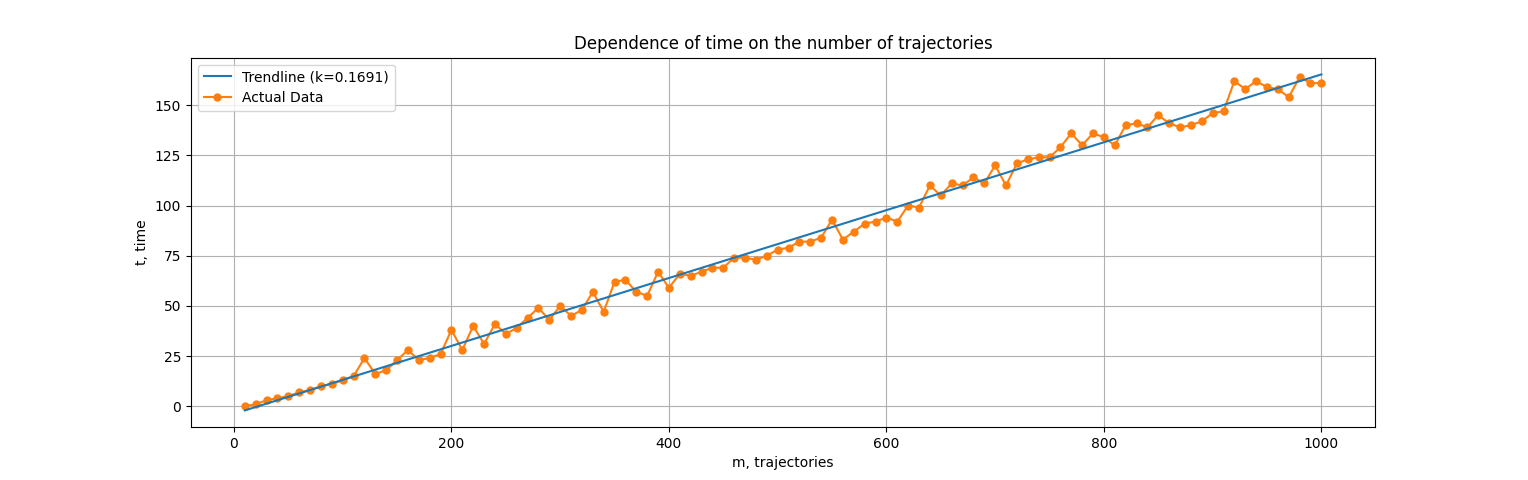 Dependence of time on the number of trajectories
Trendline (k=0.1691)
Actual Data
150
125
100
75
50
25
0
t, time
0 200 400 600 800 1000
m, trajectories